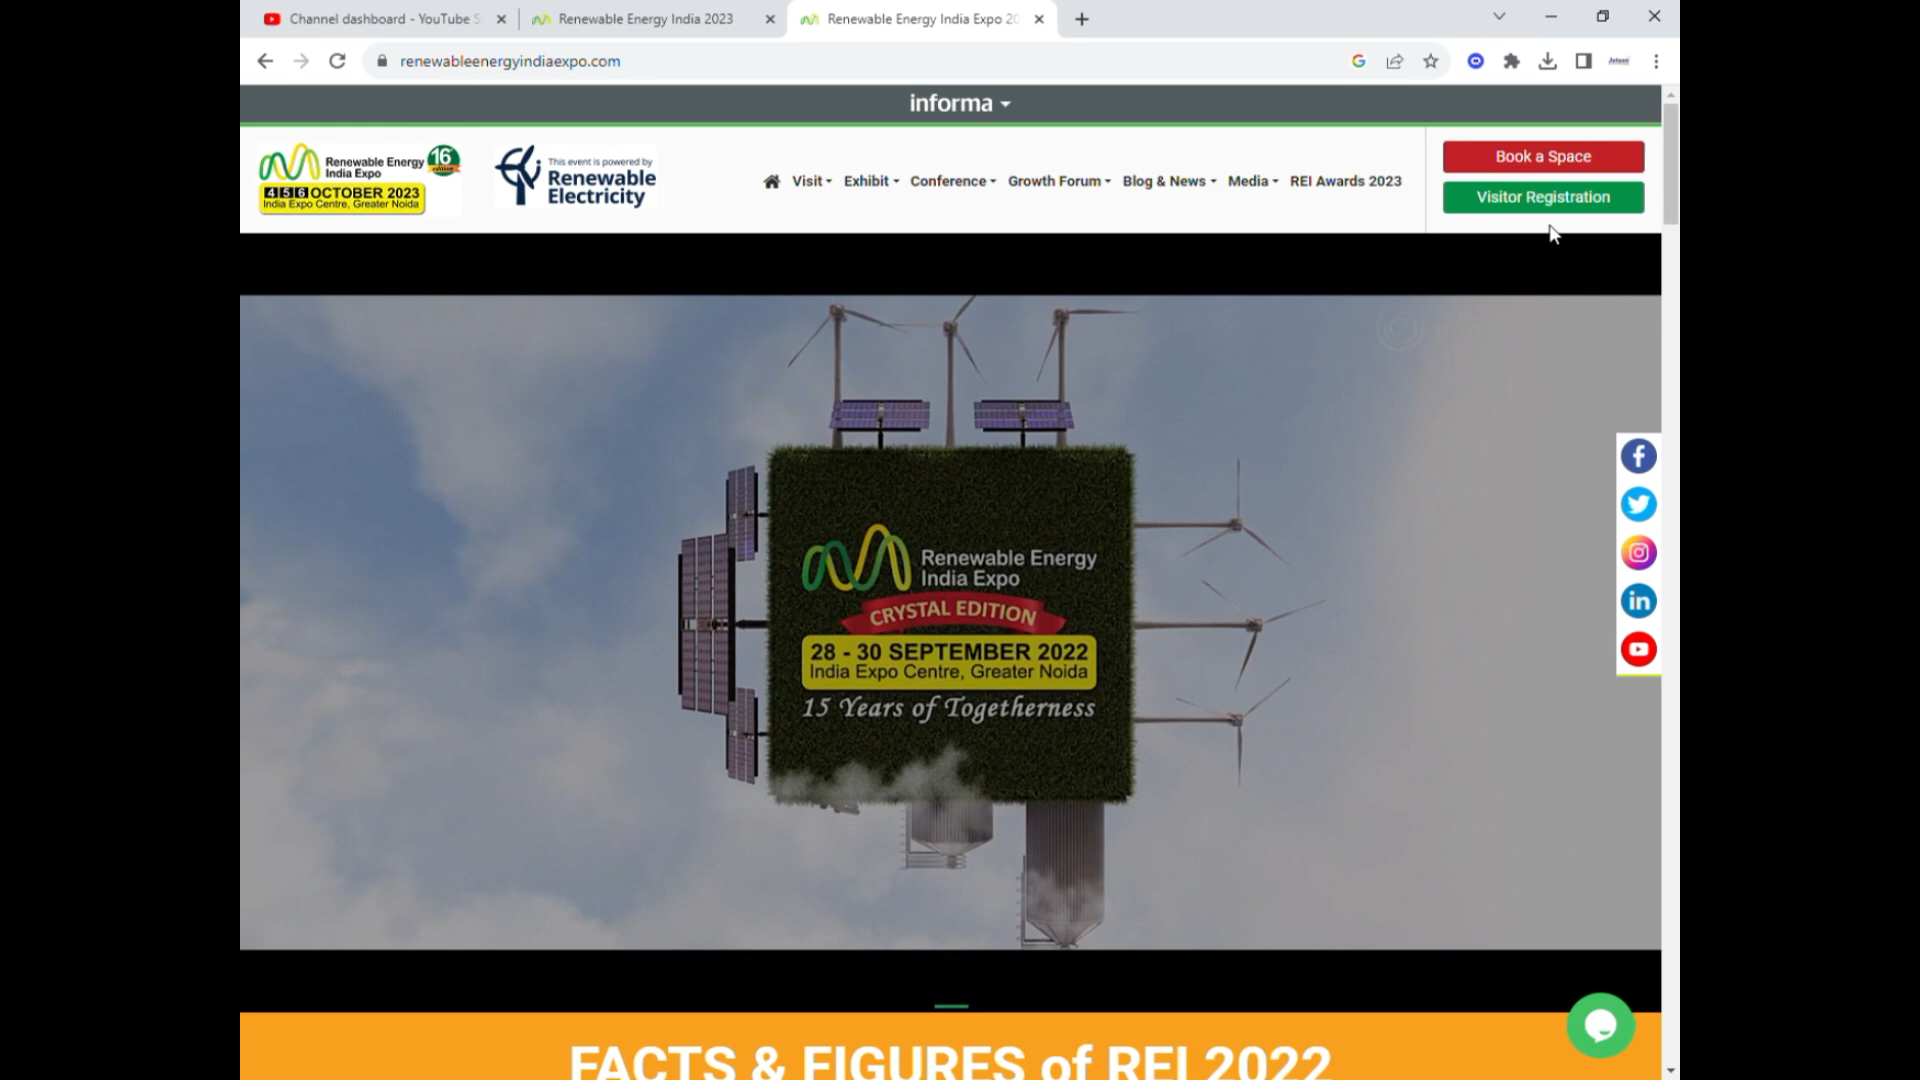 Channel dashboard - YouTube S
Renewable Energy India 2023
Renewable Energy India Expo 20
renewableenergyindiaexpo.com
informa
Renewable Energy
India Expo
16
4 5 6 OCTOBER 2023
India Expo Centre, Greater Noida
This event is powered by
Renewable
Electricity
Visit
Exhibit
Conference
Growth Forum
Blog & News
Media
REI Awards 2023
Book a Space
Visitor Registration
Renewable Energy
India Expo
CRYSTAL EDITION
28 - 30 SEPTEMBER 2022
India Expo Centre, Greater Noida
15 Years of Togetherness
FACTS & FIGURES of REI 2022